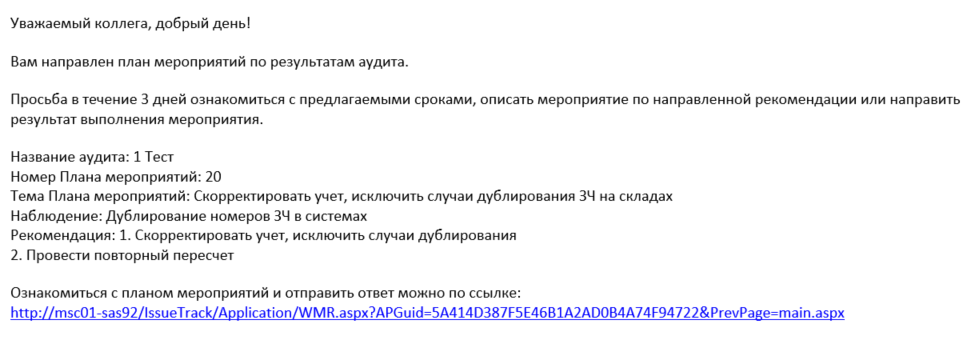 Уважаемый коллега, добрый день!
Вам направлен план мероприятий по результатам аудита.
Просьба в течение 3 дней ознакомиться с предлагаемыми сроками, описать мероприятие по направленной рекомендации или направить
результат выполнения мероприятия.
Название аудита: 1 Тест
Номер Плана мероприятий: 20
Тема Плана мероприятий: Скорректировать учет, исключить случаи дублирования ЗЧ на складах
Наблюдение: Дублирование номеров ЗЧ в системах
Рекомендация: 1. Скорректировать учет, исключить случаи дублирования
2. Провести повторный пересчет
Ознакомиться с планом мероприятий и отправить ответ можно по ссылке:
http://msc01-sas92/IssueTrack/Application/WMR.aspx?APGuid=5A414D387F5E46B1A2AD0B4A74F94722&PrevPage=main.aspx